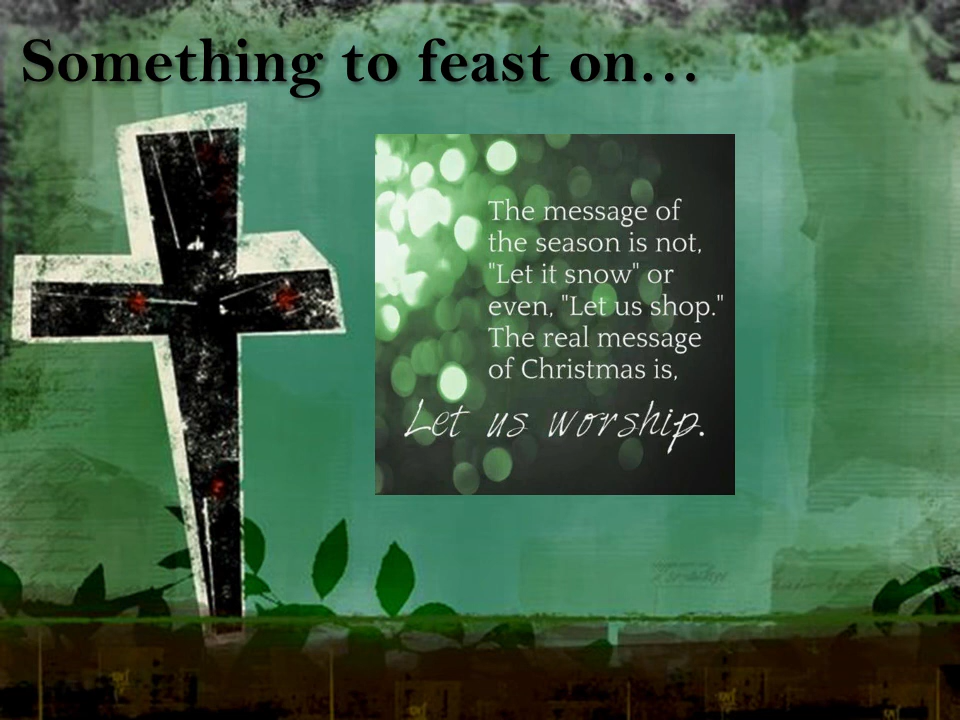 Something to feast on…
The message of
the season is not,
"Let it snow" or
even, "Let us shop."
The real message
of Christmas is,
Let us worship.